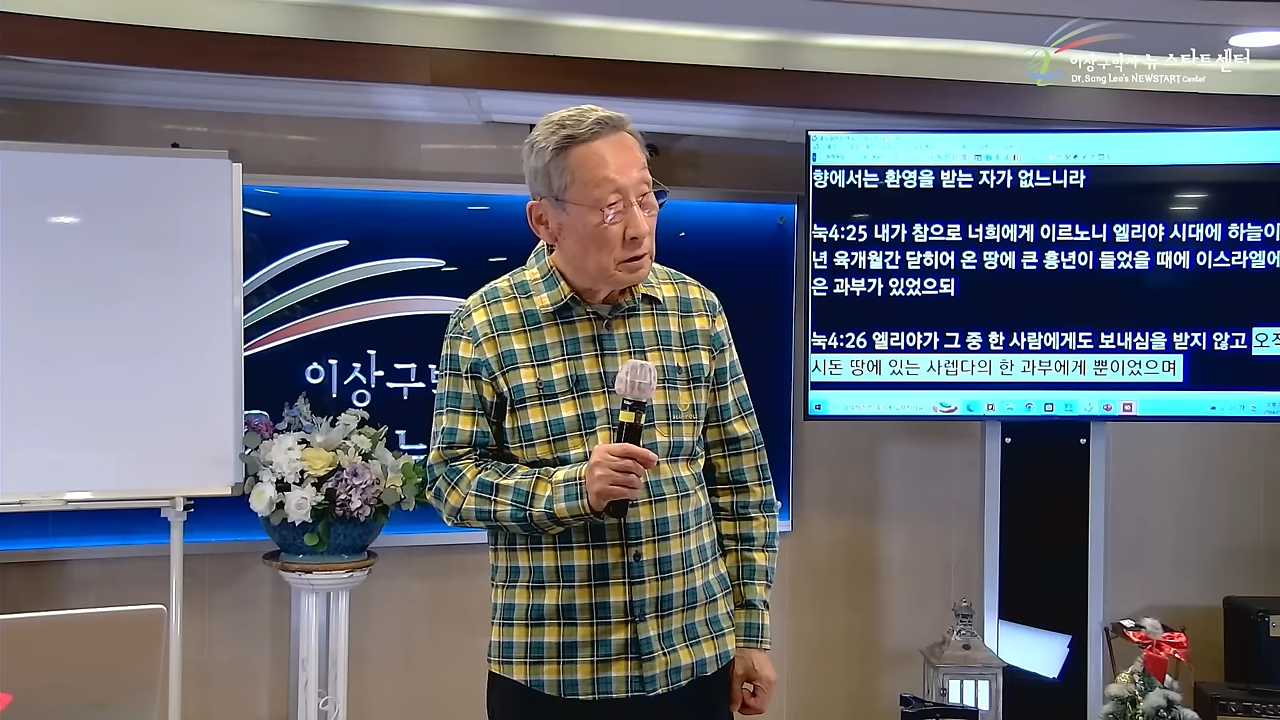 이상구박사 뉴스타트센터
Dr. Sang Lee's NEWSTART Center
향에서는 환영을 받는 자가 없느니라
눅4:25 내가 참으로 너희에게 이르노니 엘리야 시대에 하늘이
년 육개월간 닫히어 온 땅에 큰 흉년이 들었을 때에 이스라엘에
은 과부가 있었으되
눅4:26 엘리야가 그 중 한 사람에게도 보내심을 받지 않고 오직
시돈 땅에 있는 사렙다의 한 과부에게 뿐이었으며
이상구